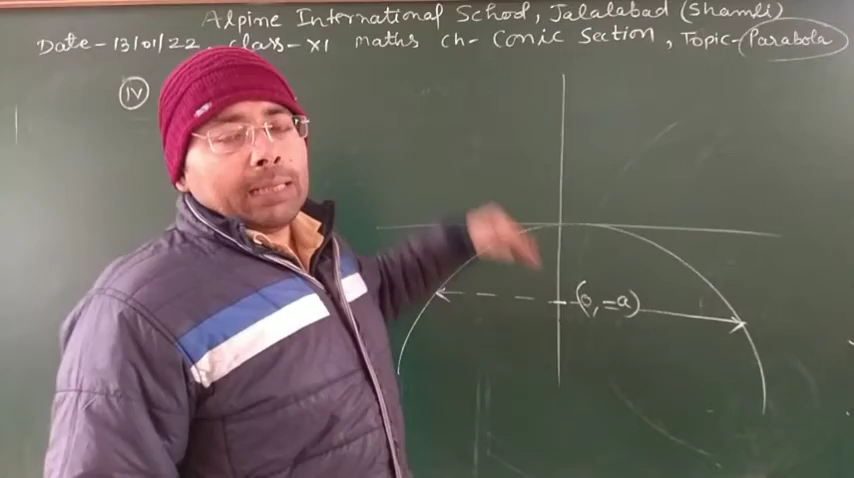 Alpine International School, Jalalabad (Shamli)
Date - 13/01/22. Class - XI maths Ch- Conic Section, Topic- Parabola
IV
(0, -a)